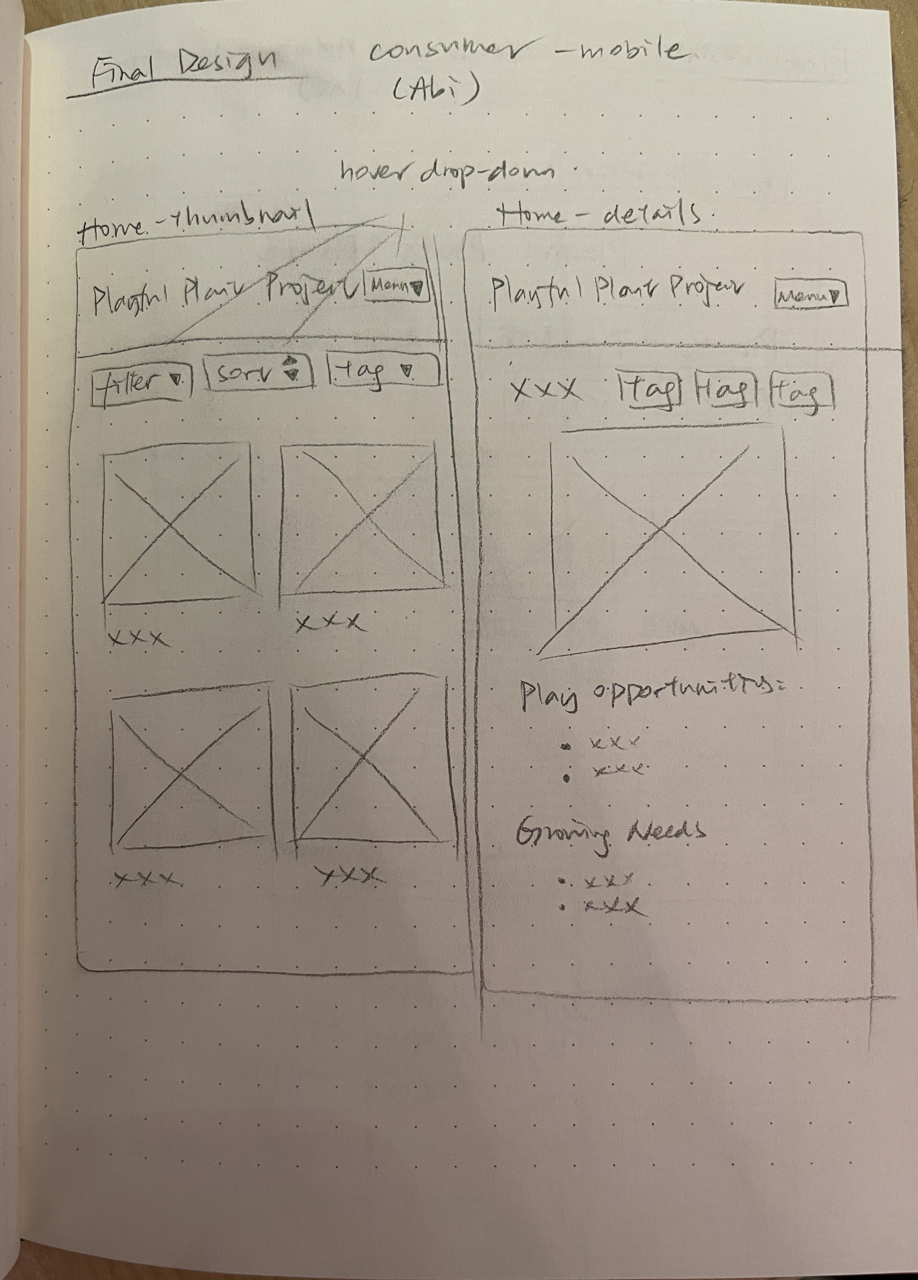 Final Design
consumer - mobile
(Abi)
hover drop-down
Home - thumbnail
Playful Plant Project Menu ▼
filter ▼ sort tag ▼
xxx xxx
xxx xxx
Home - details
Playful Plant Project Menu ▼
xxx tag tag tag
Play opportunities:
• xxx
• xxx
Growing Needs
• xxx
• xxx